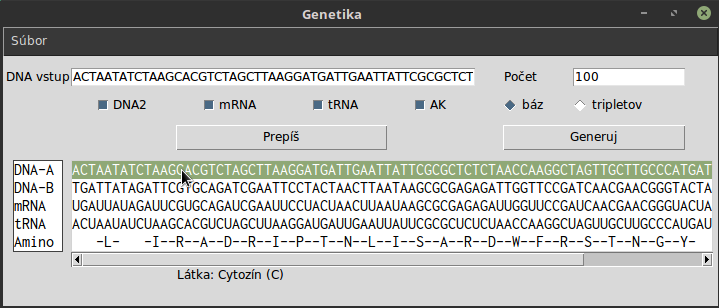 Genetika
Súbor
DNA vstup ACTAATATCTAAGCACGTCTAGCTTAAGGATGATTGAATTATTCGCGCTCT Počet 100
DNA2 mRNA tRNA AK báz tripletov
Prepíš Generuj
DNA-A ACTAATATCTAAGCACGTCTAGCTTAAGGATGATTGAATTATTCGCGCTCTCTAACCAAGGCTAGTTGCTTGCCCATGAT
DNA-B TGATTATAGATTCGTGCAGATCGAATTCCTACTAACTTAATAAGCGCGAGAGATTGGTTCCGATCAACGAACGGGTACTA
mRNA UGAUUAUAGAUUCGUGCAGAUCGAAUUCCUACUAACUUAAUAAGCGCGAGAGAUUGGUUCCGAUCAACGAACGGGUACUA
tRNA ACUAAUAUCUAAGCACGUCUAGCUUAAGGAUGAUUGAAUUAUUCGCGCUCUCUAACCAAGGCUAGUUGCUUGCCCAUGAU
Amino -L- -I--R--A--D--R--I--P--T--N--L--I--S--A--R--D--W--F--R--S--T--N--G--Y-
Látka: Cytozín (C)